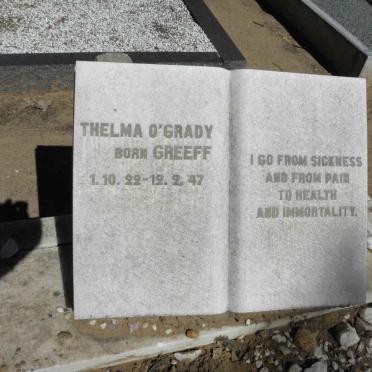 THELMA O'GRADY
BORN GREEFF
1. 10. 22-12. 2. 47
I GO FROM SICKNESS
AND FROM PAIN
TO HEALTH
AND IMMORTALITY.